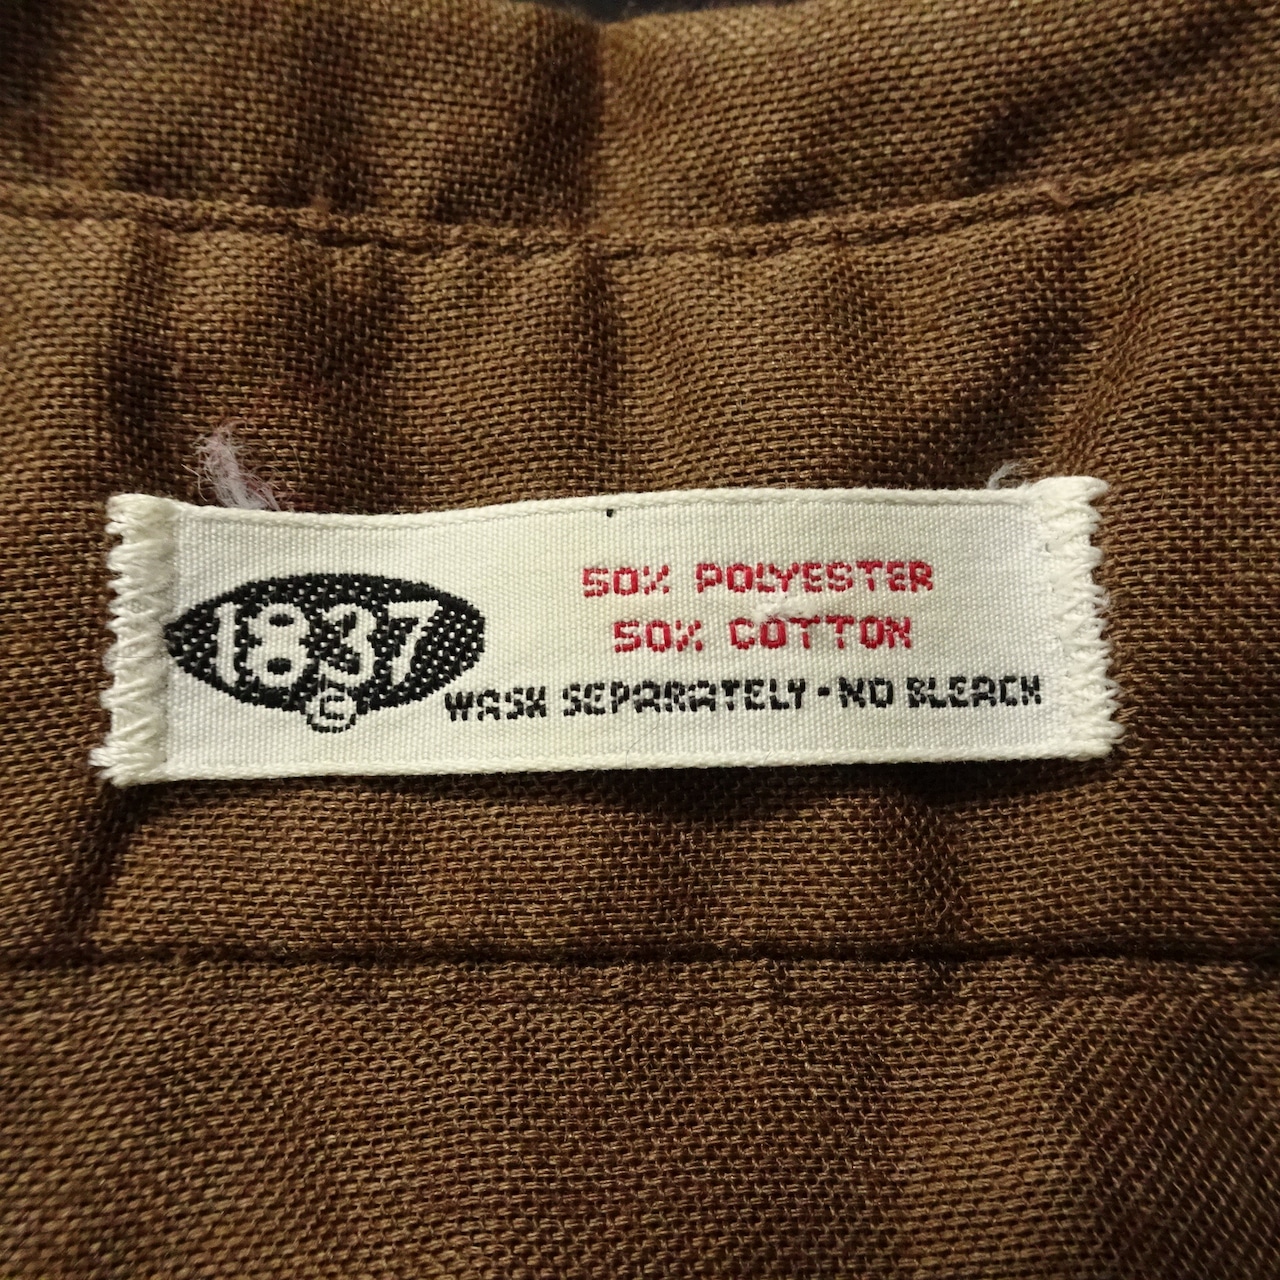 1837
©
50% POLYESTER
50% COTTON
WASH SEPARATELY - NO BLEACH